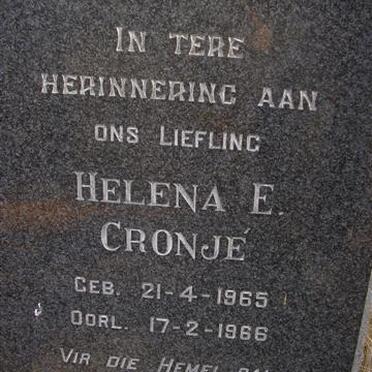 IN TERE
HERINNERING AAN
ONS LIEFLING
HELENA E.
CRONJÉ
GEB. 21-4-1965
OORL. 17-2-1966
VIR DIE HEMEL